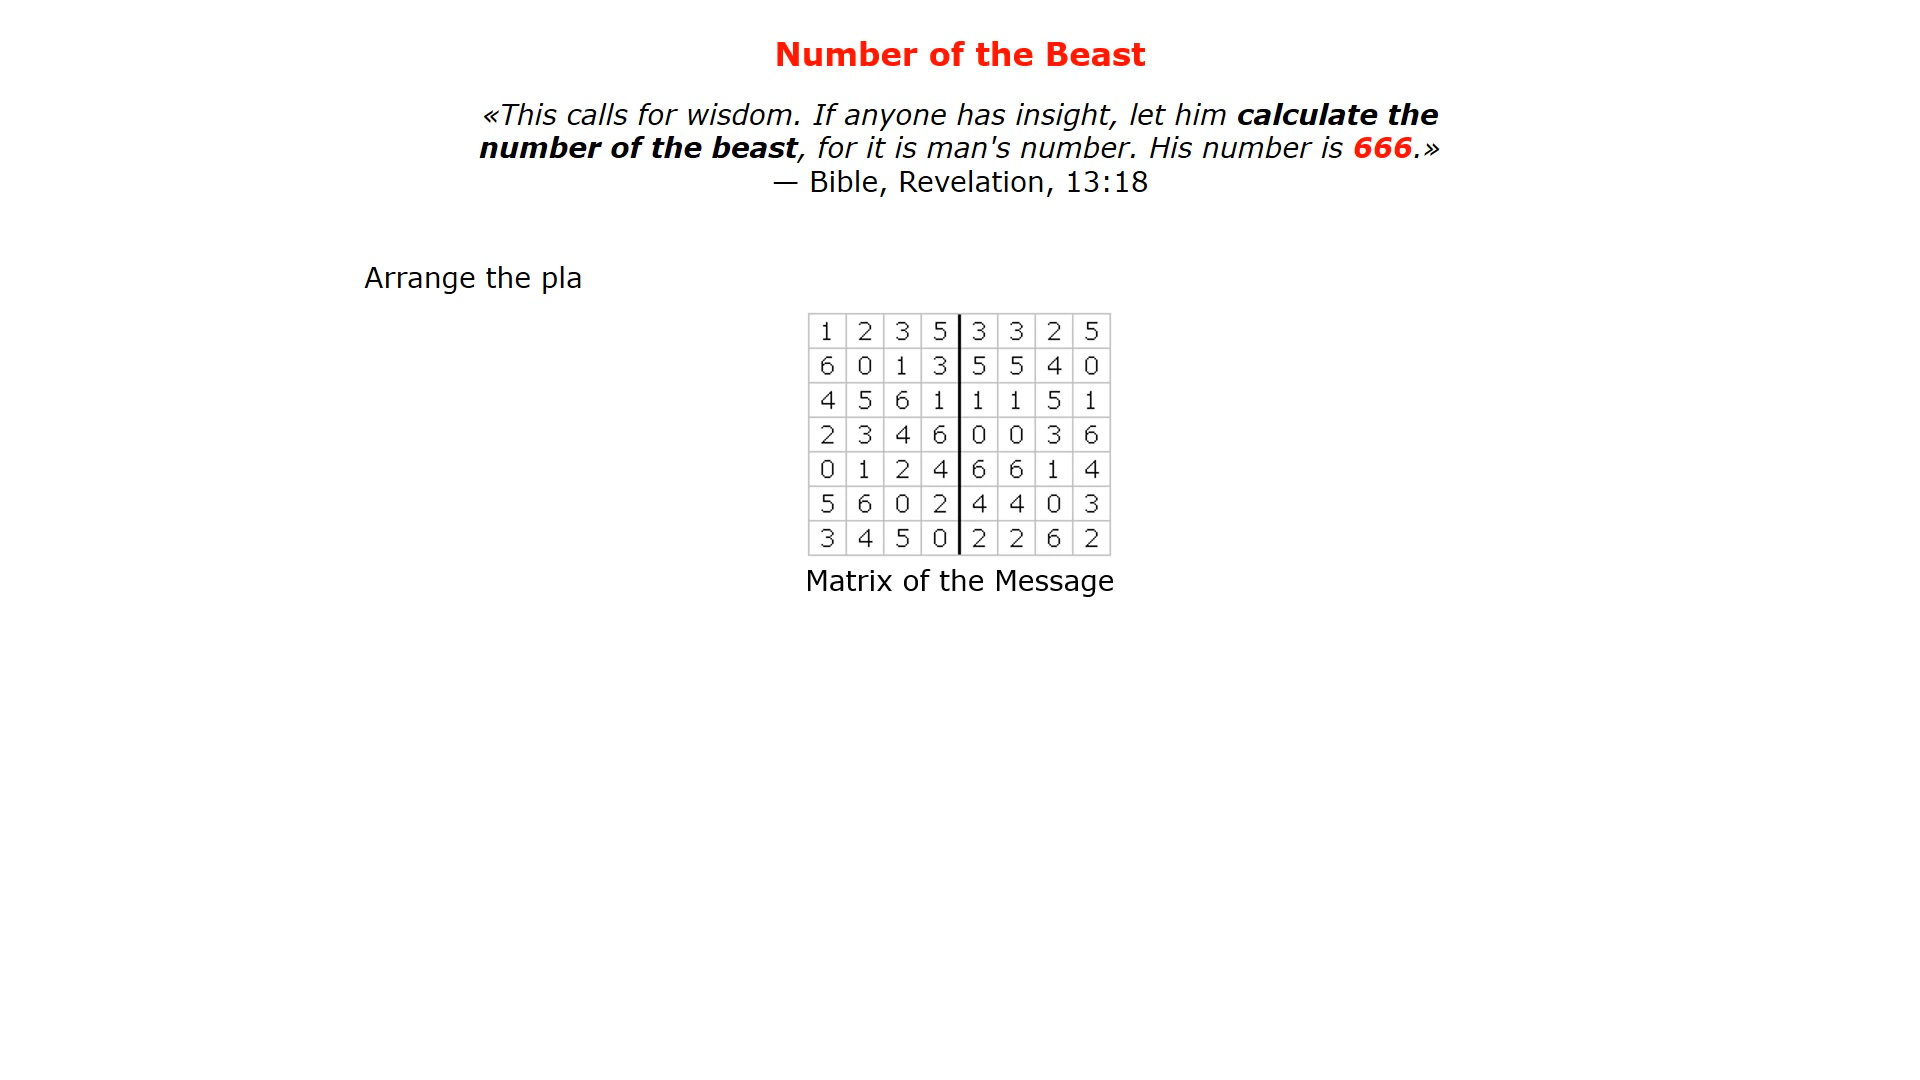 Number of the Beast
«This calls for wisdom. If anyone has insight, let him calculate the
number of the beast, for it is man's number. His number is 666.»
— Bible, Revelation, 13:18
Arrange the pla
1 2 3 5 3 3 2 5
6 0 1 3 5 5 4 0
4 5 6 1 1 1 5 1
2 3 4 6 0 0 3 6
0 1 2 4 6 6 1 4
5 6 0 2 4 4 0 3
3 4 5 0 2 2 6 2
Matrix of the Message